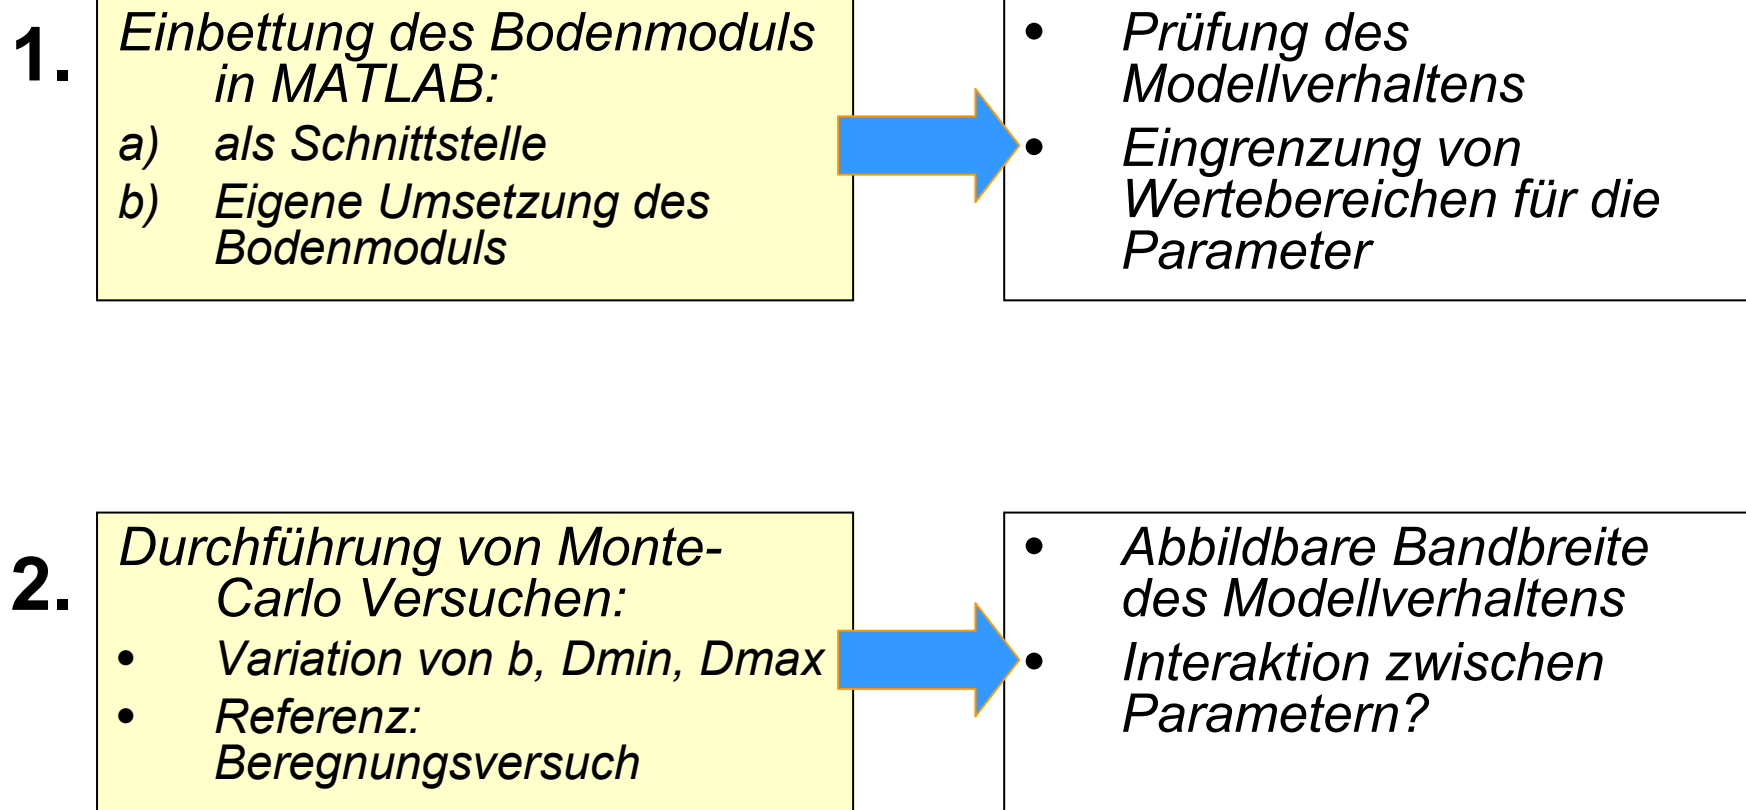 1.
Einbettung des Bodenmoduls
in MATLAB:
a) als Schnittstelle
b) Eigene Umsetzung des
Bodenmoduls
• Prüfung des
Modellverhaltens
• Eingrenzung von
Wertebereichen für die
Parameter
2.
Durchführung von Monte-
Carlo Versuchen:
• Variation von b, Dmin, Dmax
• Referenz:
Beregnungsversuch
• Abbildbare Bandbreite
des Modellverhaltens
• Interaktion zwischen
Parametern?